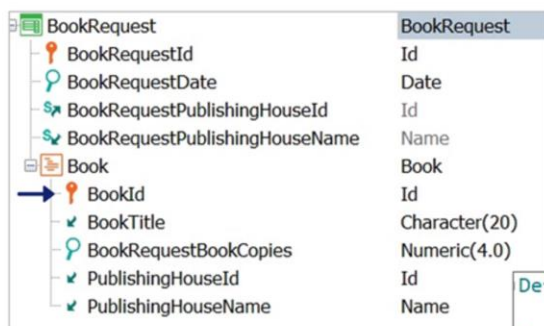 BookRequest BookRequest
BookRequestId Id
BookRequestDate Date
BookRequestPublishingHouseId Id
BookRequestPublishingHouseName Name
Book Book
BookId Id
BookTitle Character(20)
BookRequestBookCopies Numeric(4.0)
PublishingHouseId Id
De
PublishingHouseName Name